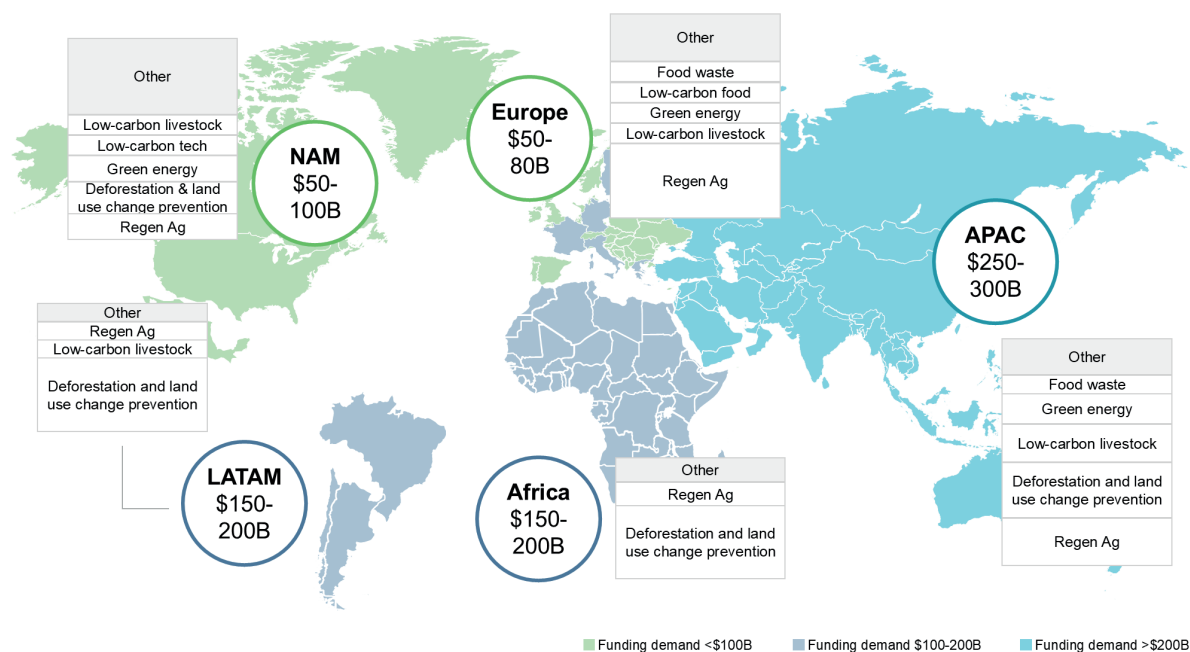 Other
Low-carbon livestock
Low-carbon tech
Green energy
Deforestation & land
use change prevention
Regen Ag
NAM
$50-
100B
Europe
$50-
80B
Other
Food waste
Low-carbon food
Green energy
Low-carbon livestock
Regen Ag
APAC
$250-
300B
Other
Regen Ag
Low-carbon livestock
Deforestation and land
use change prevention
LATAM
$150-
200B
Africa
$150-
200B
Other
Regen Ag
Deforestation and land
use change prevention
Other
Food waste
Green energy
Low-carbon livestock
Deforestation and land
use change prevention
Regen Ag
Funding demand <$100B
Funding demand $100-200B
Funding demand >$200B